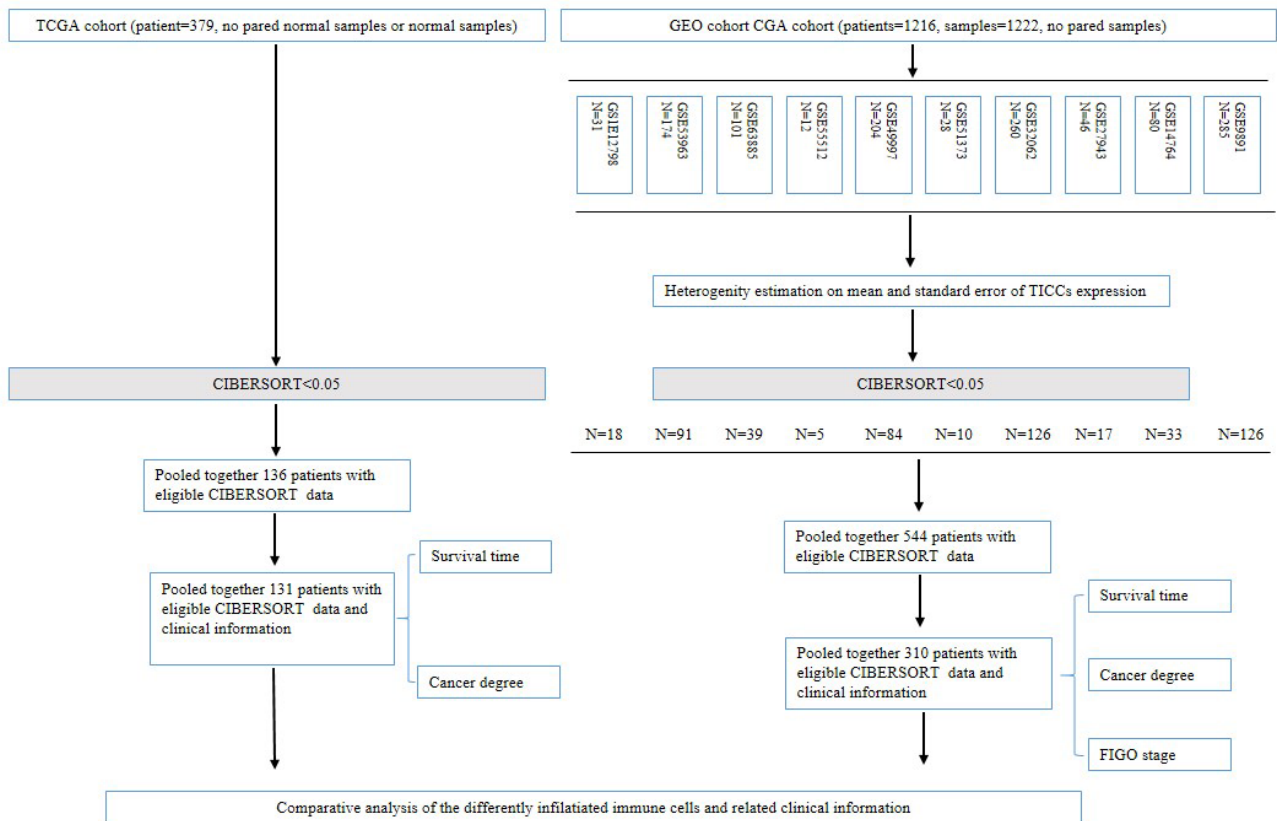 TCGA cohort (patient=379, no pared normal samples or normal samples)
GEO cohort CGA cohort (patients=1216, samples=1222, no pared samples)
GS1E12798
N=31
GSE53963
N=174
GSE63885
N=101
GSE55512
N=12
GSE49997
N=204
GSE51373
N=28
GSE32062
N=260
GSE27943
N=46
GSE14764
N=80
GSE9891
N=285
Heterogenity estimation on mean and standard error of TICCs expression
CIBERSORT<0.05
CIBERSORT<0.05
N=18 N=91 N=39 N=5 N=84 N=10 N=126 N=17 N=33 N=126
Pooled together 136 patients with
eligible CIBERSORT data
Pooled together 544 patients with
eligible CIBERSORT data
Survival time
Pooled together 131 patients with
eligible CIBERSORT data and
clinical information
Cancer degree
Survival time
Pooled together 310 patients with
eligible CIBERSORT data and
clinical information
Cancer degree
FIGO stage
Comparative analysis of the differently infilatiated immune cells and related clinical information